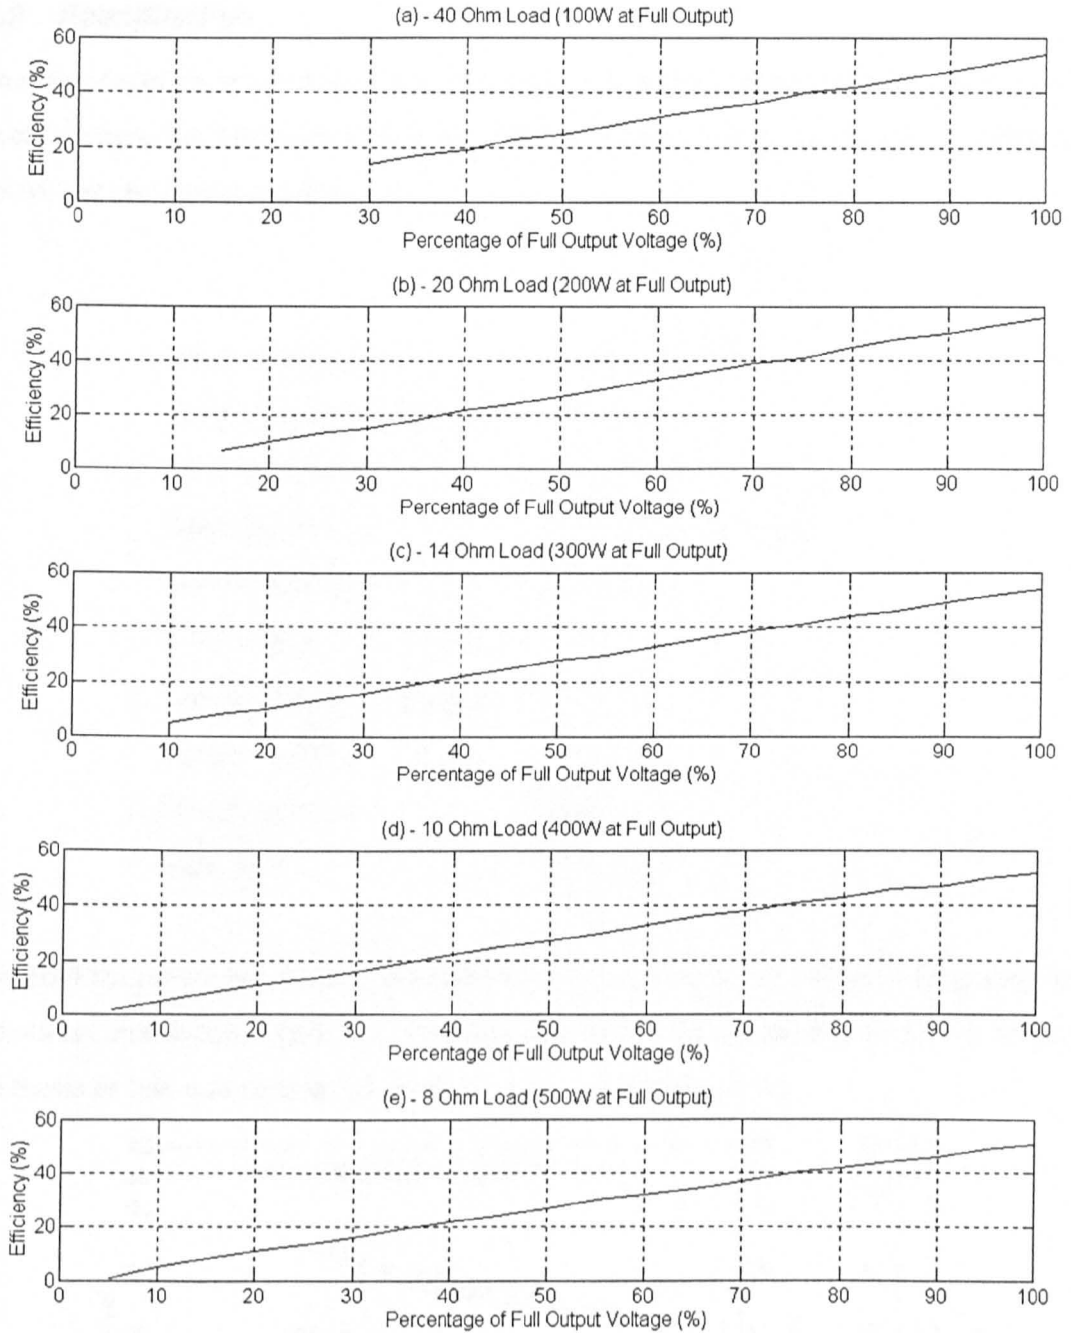 (a) - 40 Ohm Load (100W at Full Output)
60
40
20
0
Efficiency (%)
0 10 20 30 40 50 60 70 80 90 100
Percentage of Full Output Voltage (%)
(b) - 20 Ohm Load (200W at Full Output)
60
40
20
0
Efficiency (%)
0 10 20 30 40 50 60 70 80 90 100
Percentage of Full Output Voltage (%)
(c) - 14 Ohm Load (300W at Full Output)
60
40
20
0
Efficiency (%)
0 10 20 30 40 50 60 70 80 90 100
Percentage of Full Output Voltage (%)
(d) - 10 Ohm Load (400W at Full Output)
60
40
20
0
Efficiency (%)
0 10 20 30 40 50 60 70 80 90 100
Percentage of Full Output Voltage (%)
(e) - 8 Ohm Load (500W at Full Output)
60
40
20
0
Efficiency (%)
0 10 20 30 40 50 60 70 80 90 100
Percentage of Full Output Voltage (%)